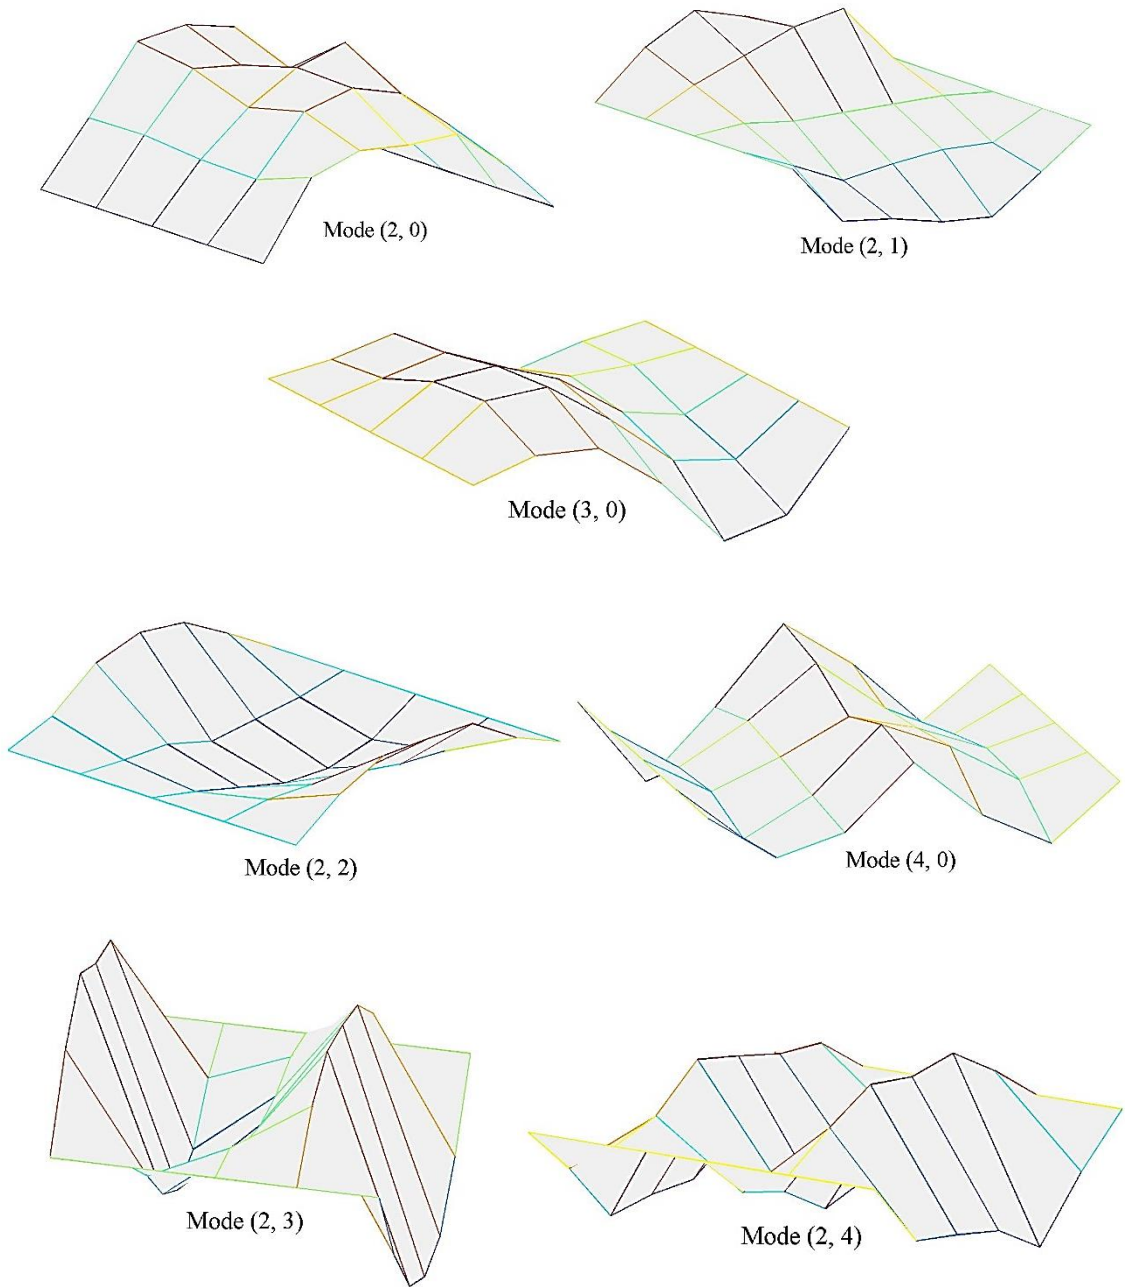 Mode (2, 0)
Mode (2, 1)
Mode (3, 0)
Mode (2, 2)
Mode (4, 0)
Mode (2, 3)
Mode (2, 4)